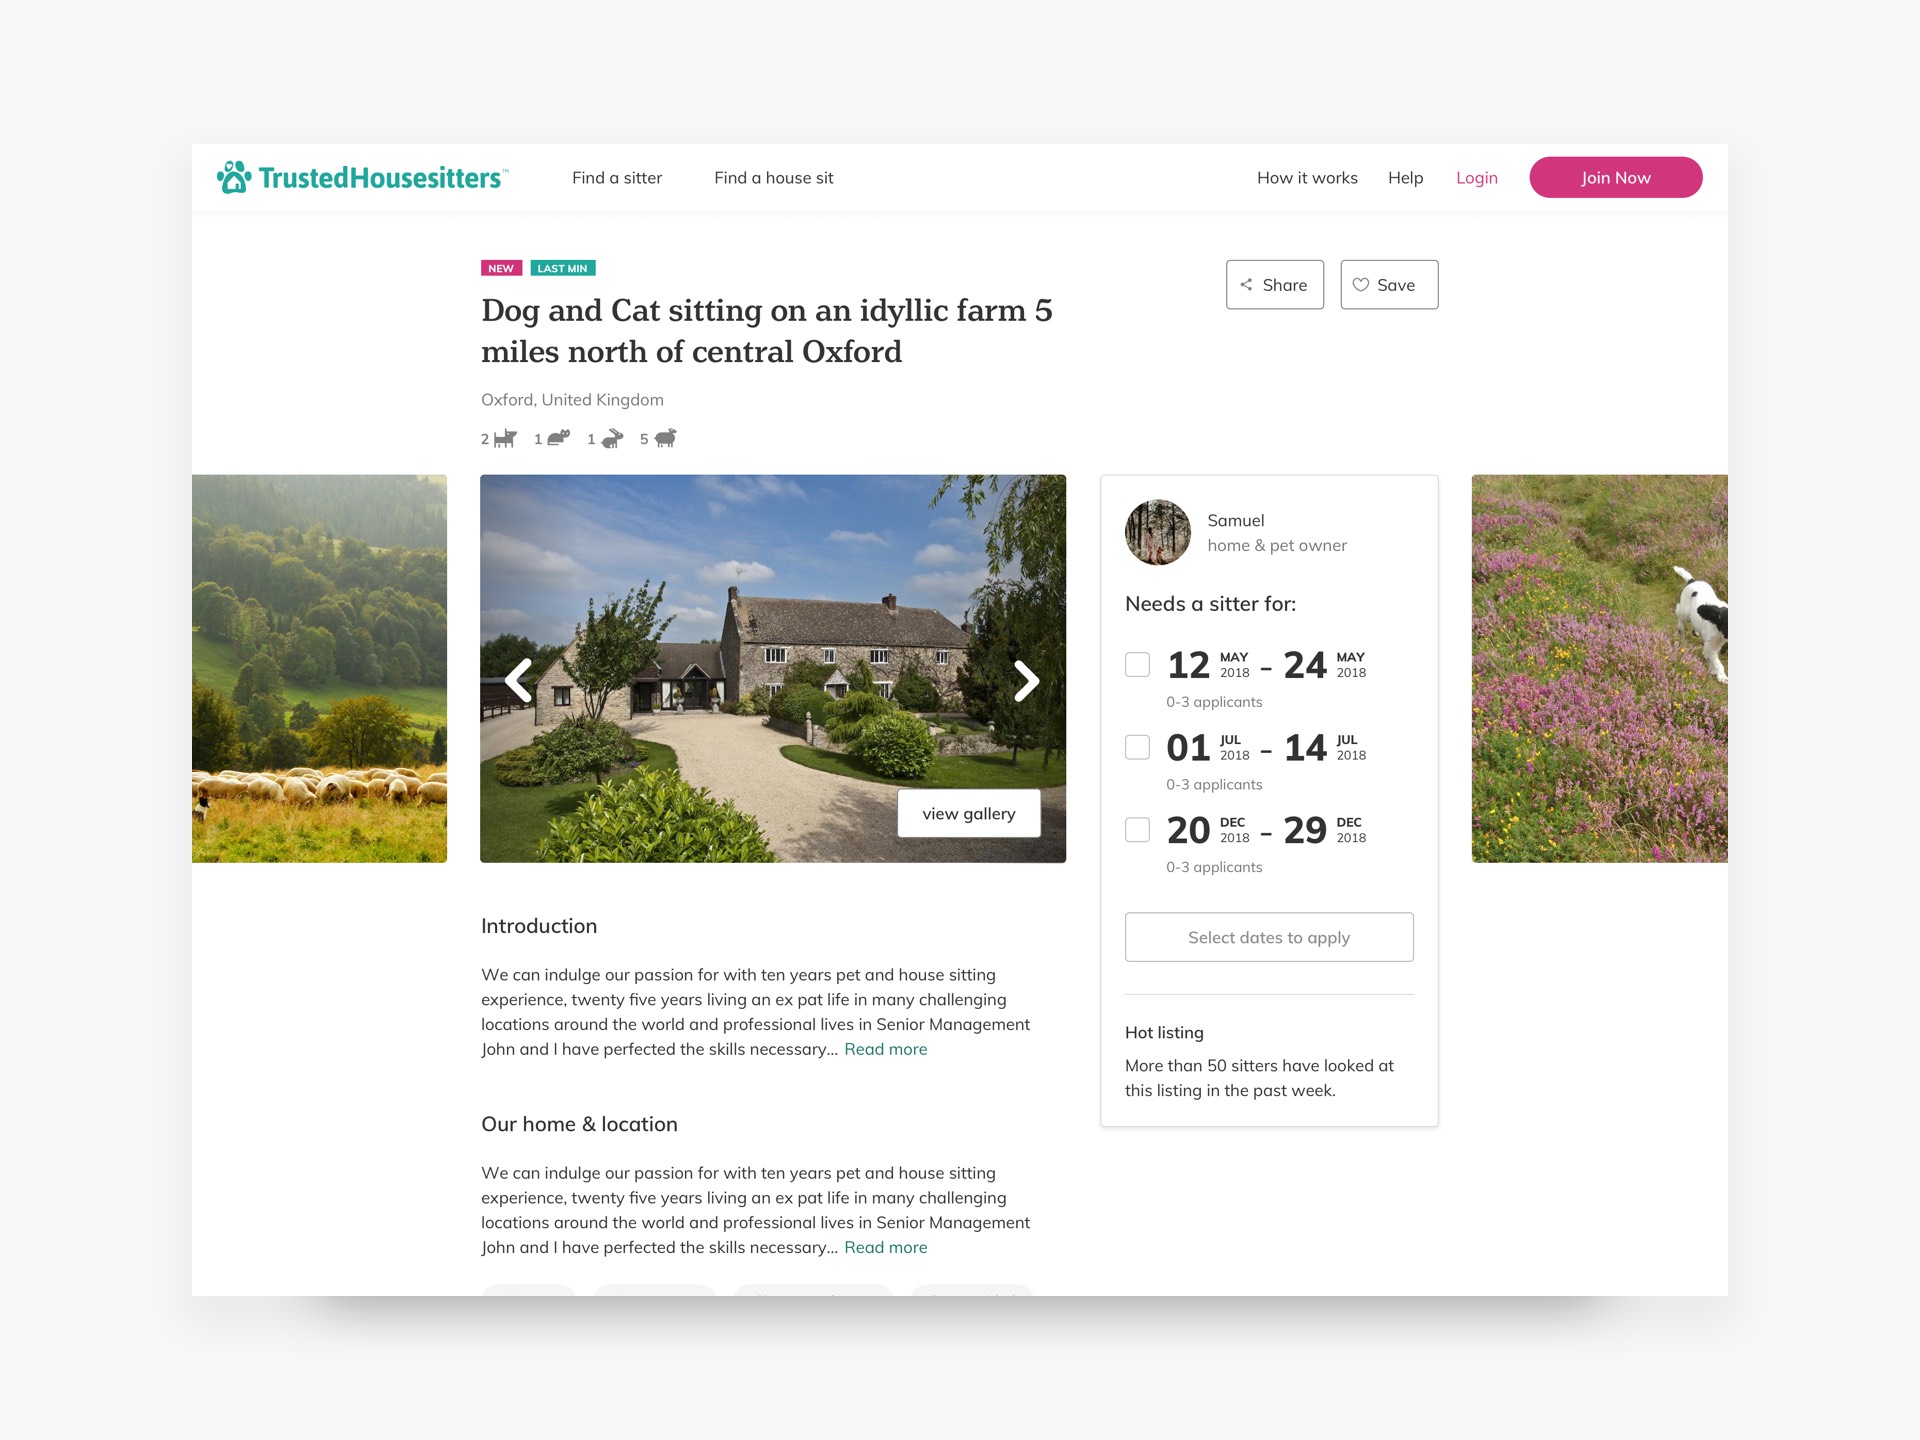 TrustedHousesitters™
Find a sitter
Find a house sit
How it works
Help
Login
Join Now
NEW
LAST MIN
Dog and Cat sitting on an idyllic farm 5
miles north of central Oxford
Share
Save
Oxford, United Kingdom
2
1
1
5
view gallery
Samuel
home & pet owner
Needs a sitter for:
12 MAY 2018 - 24 MAY 2018
0-3 applicants
01 JUL 2018 - 14 JUL 2018
0-3 applicants
20 DEC 2018 - 29 DEC 2018
0-3 applicants
Select dates to apply
Hot listing
More than 50 sitters have looked at
this listing in the past week.
Introduction
We can indulge our passion for with ten years pet and house sitting
experience, twenty five years living an ex pat life in many challenging
locations around the world and professional lives in Senior Management
John and I have perfected the skills necessary... Read more
Our home & location
We can indulge our passion for with ten years pet and house sitting
experience, twenty five years living an ex pat life in many challenging
locations around the world and professional lives in Senior Management
John and I have perfected the skills necessary... Read more